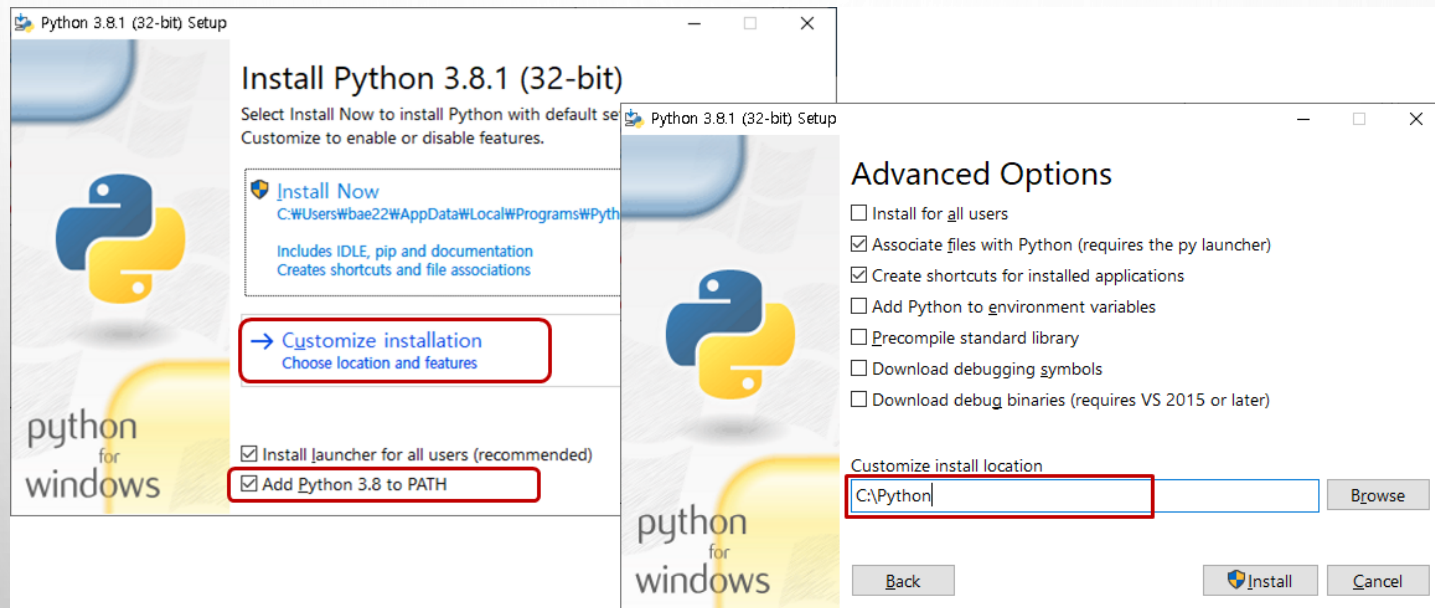 Python 3.8.1 (32-bit) Setup
Install Python 3.8.1 (32-bit)
Select Install Now to install Python with default se
Customize to enable or disable features.
Install Now
C:₩Users₩bae22₩AppData₩Local₩Programs₩Pyth
Includes IDLE, pip and documentation
Creates shortcuts and file associations
→ Customize installation
Choose location and features
Install launcher for all users (recommended)
Add Python 3.8 to PATH
python
for
windows
Python 3.8.1 (32-bit) Setup
Advanced Options
Install for all users
Associate files with Python (requires the py launcher)
Create shortcuts for installed applications
Add Python to environment variables
Precompile standard library
Download debugging symbols
Download debug binaries (requires VS 2015 or later)
Customize install location
C:\Python
Browse
python
for
windows
Back
Install
Cancel